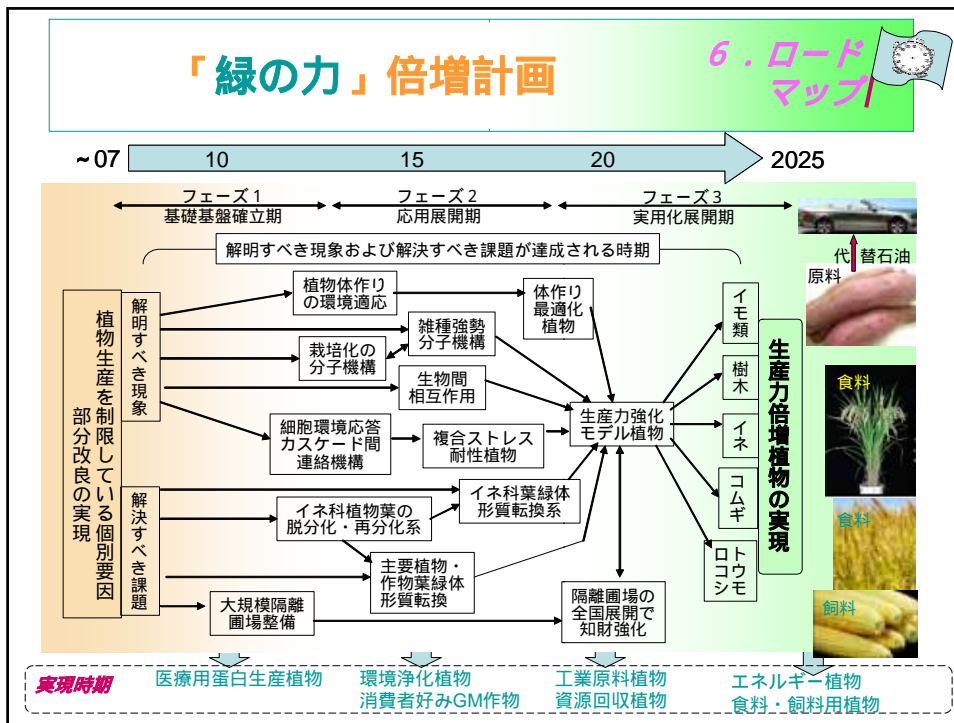 「緑の力」倍増計画
６．ロード
マップ
~07
10
15
20
2025
フェーズ１
基礎基盤確立期
フェーズ２
応用展開期
フェーズ３
実用化展開期
解明すべき現象および解決すべき課題が達成される時期
植物生産を制限している個別要因
部分改良の実現
解明すべき現象
解決すべき課題
植物体作り
の環境適応
体作り
最適化
植物
雑種強勢
分子機構
栽培化の
分子機構
生物間
相互作用
細胞環境応答
カスケード間
連絡機構
複合ストレス
耐性植物
生産力強化
モデル植物
イネ科葉緑体
形質転換系
イネ科植物葉の
脱分化・再分化系
主要植物・
作物葉緑体
形質転換
大規模隔離
圃場整備
隔離圃場の
全国展開で
知財強化
イモ類
樹木
イネ
コムギ
トウモ
ロコシ
生産力倍増植物の実現
代替石油
原料
食料
食料
飼料
実現時期
医療用蛋白生産植物
環境浄化植物
消費者好みGM作物
工業原料植物
資源回収植物
エネルギー植物
食料・飼料用植物